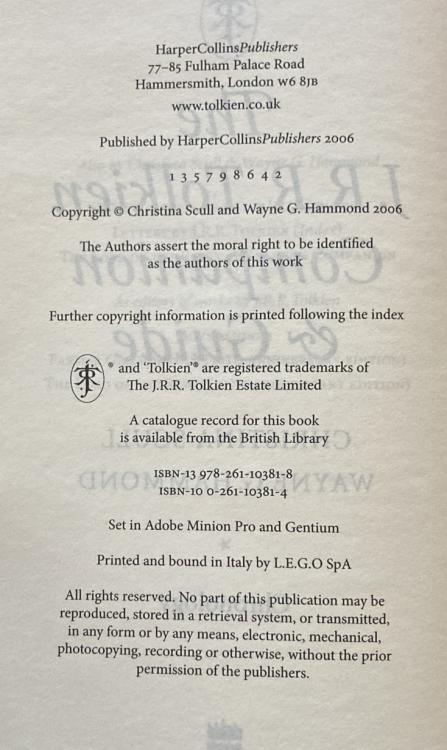 HarperCollinsPublishers
77–85 Fulham Palace Road
Hammersmith, London W6 8JB
www.tolkien.co.uk
Published by HarperCollinsPublishers 2006
1 3 5 7 9 8 6 4 2
Copyright © Christina Scull and Wayne G. Hammond 2006
The Authors assert the moral right to be identified
as the authors of this work
Further copyright information is printed following the index
® and ‘Tolkien’® are registered trademarks of
The J.R.R. Tolkien Estate Limited
A catalogue record for this book
is available from the British Library
ISBN-13 978-261-10381-8
ISBN-10 0-261-10381-4
Set in Adobe Minion Pro and Gentium
Printed and bound in Italy by L.E.G.O SpA
All rights reserved. No part of this publication may be
reproduced, stored in a retrieval system, or transmitted,
in any form or by any means, electronic, mechanical,
photocopying, recording or otherwise, without the prior
permission of the publishers.